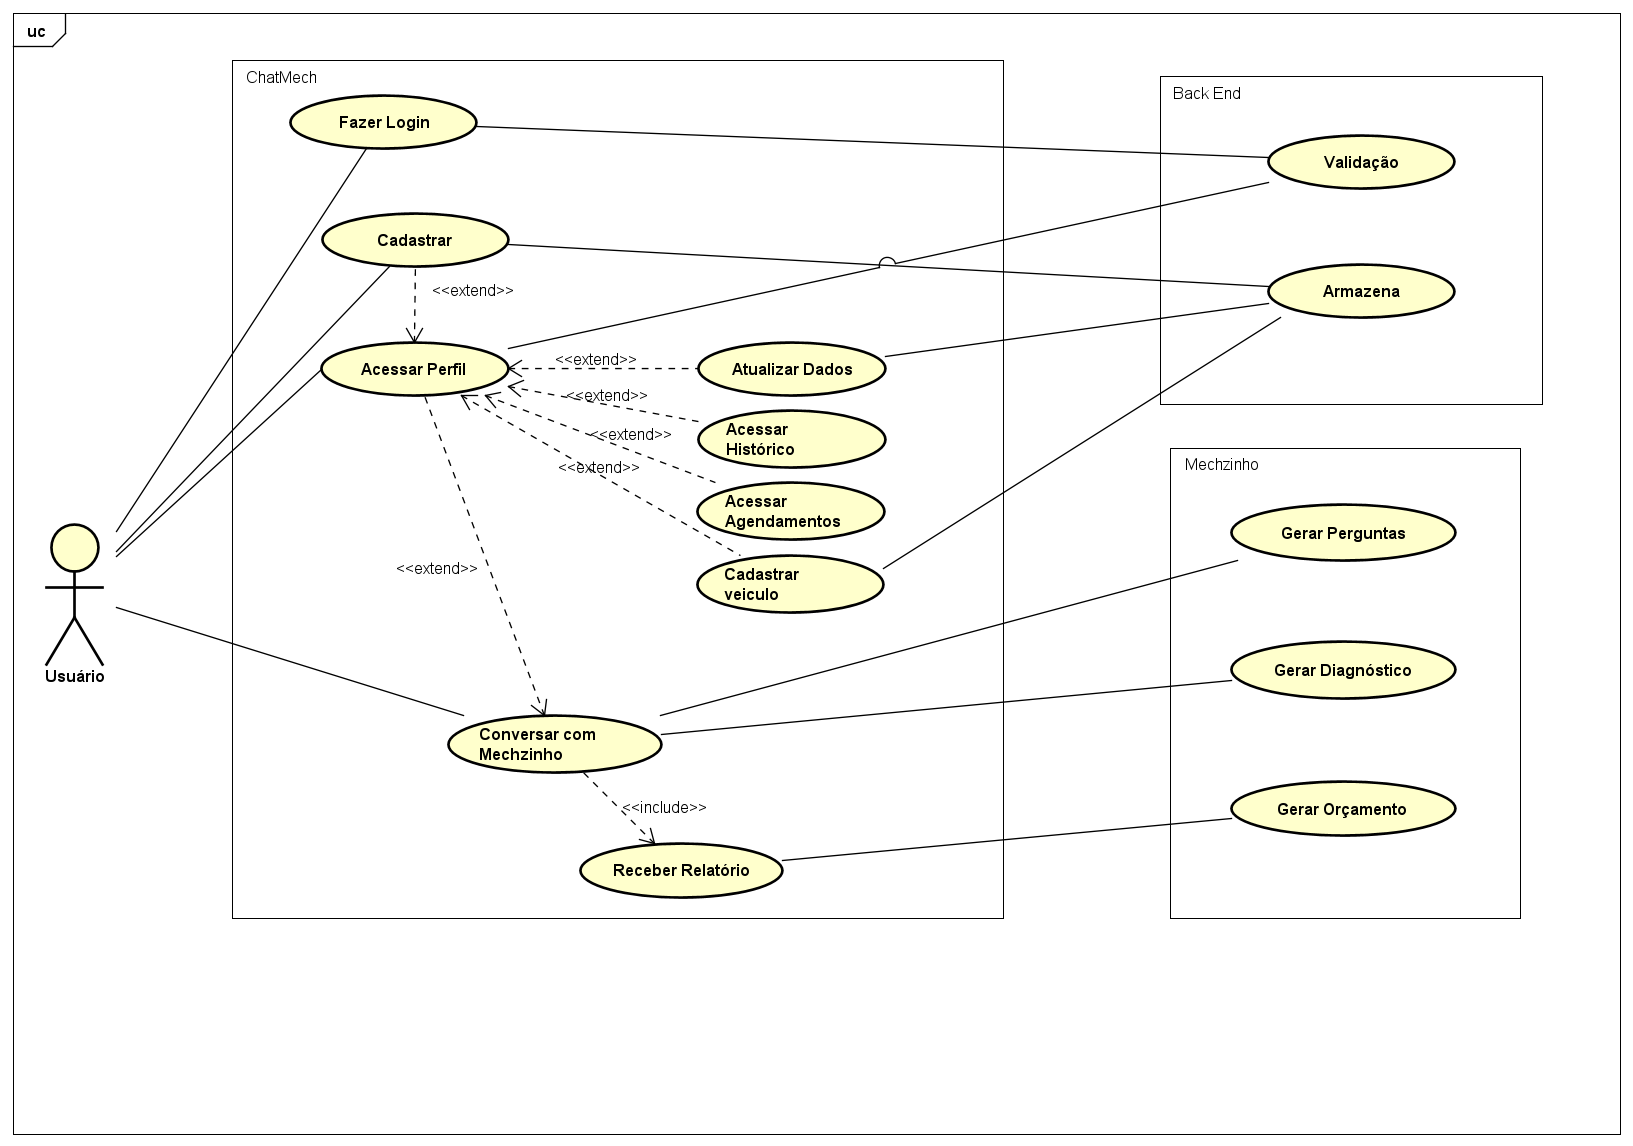 uc
ChatMech
Fazer Login
Cadastrar
<<extend>>
Acessar Perfil
<<extend>>
Atualizar Dados
<<extend>>
Acessar
Histórico
<<extend>>
Acessar
Agendamentos
<<extend>>
Cadastrar
veiculo
<<extend>>
Usuário
Conversar com
Mechzinho
<<include>>
Receber Relatório
Back End
Validação
Armazena
Mechzinho
Gerar Perguntas
Gerar Diagnóstico
Gerar Orçamento